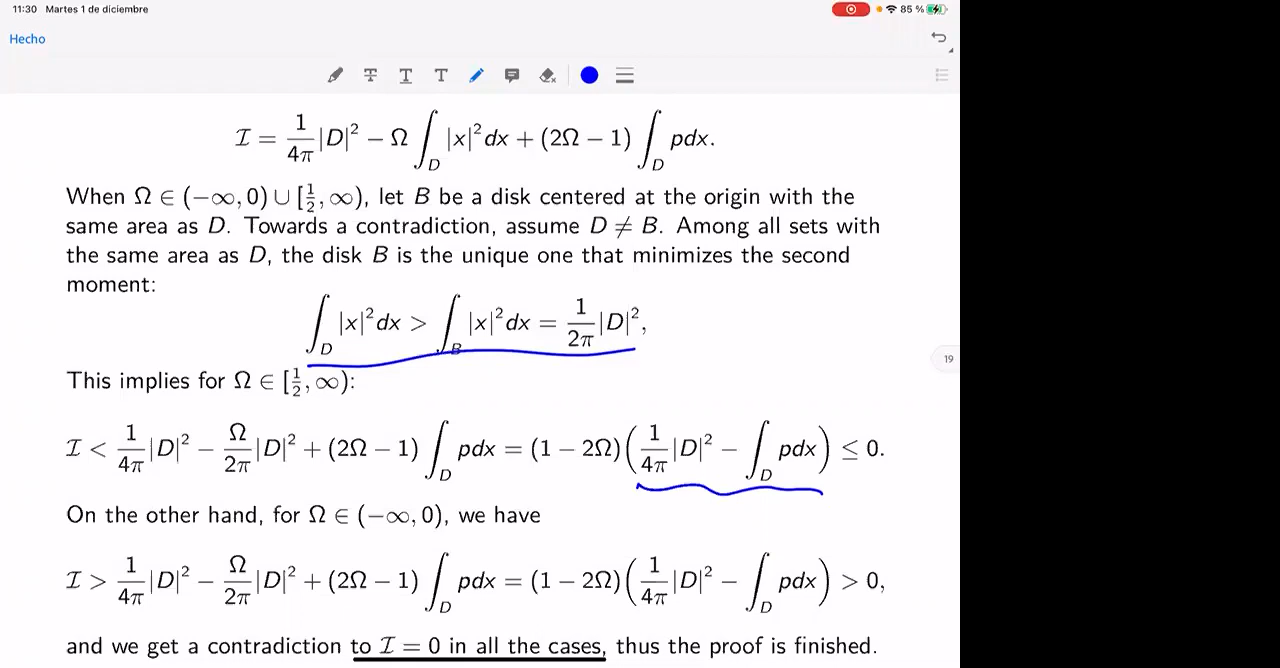 11:30 Martes 1 de diciembre
85 %
Hecho
T T T
I = 1/4π |D|² − Ω ∫_D |x|² dx + (2Ω − 1) ∫_D pdx.
When Ω ∈ (−∞, 0) ∪ [½, ∞), let B be a disk centered at the origin with the
same area as D. Towards a contradiction, assume D ≠ B. Among all sets with
the same area as D, the disk B is the unique one that minimizes the second
moment:
∫_D |x|² dx > ∫_B |x|² dx = 1/2π |D|²,
19
This implies for Ω ∈ [½, ∞):
I < 1/4π |D|² − Ω/2π |D|² + (2Ω − 1) ∫_D pdx = (1 − 2Ω)(1/4π |D|² − ∫_D pdx) ≤ 0.
On the other hand, for Ω ∈ (−∞, 0), we have
I > 1/4π |D|² − Ω/2π |D|² + (2Ω − 1) ∫_D pdx = (1 − 2Ω)(1/4π |D|² − ∫_D pdx) > 0,
and we get a contradiction to I = 0 in all the cases, thus the proof is finished.